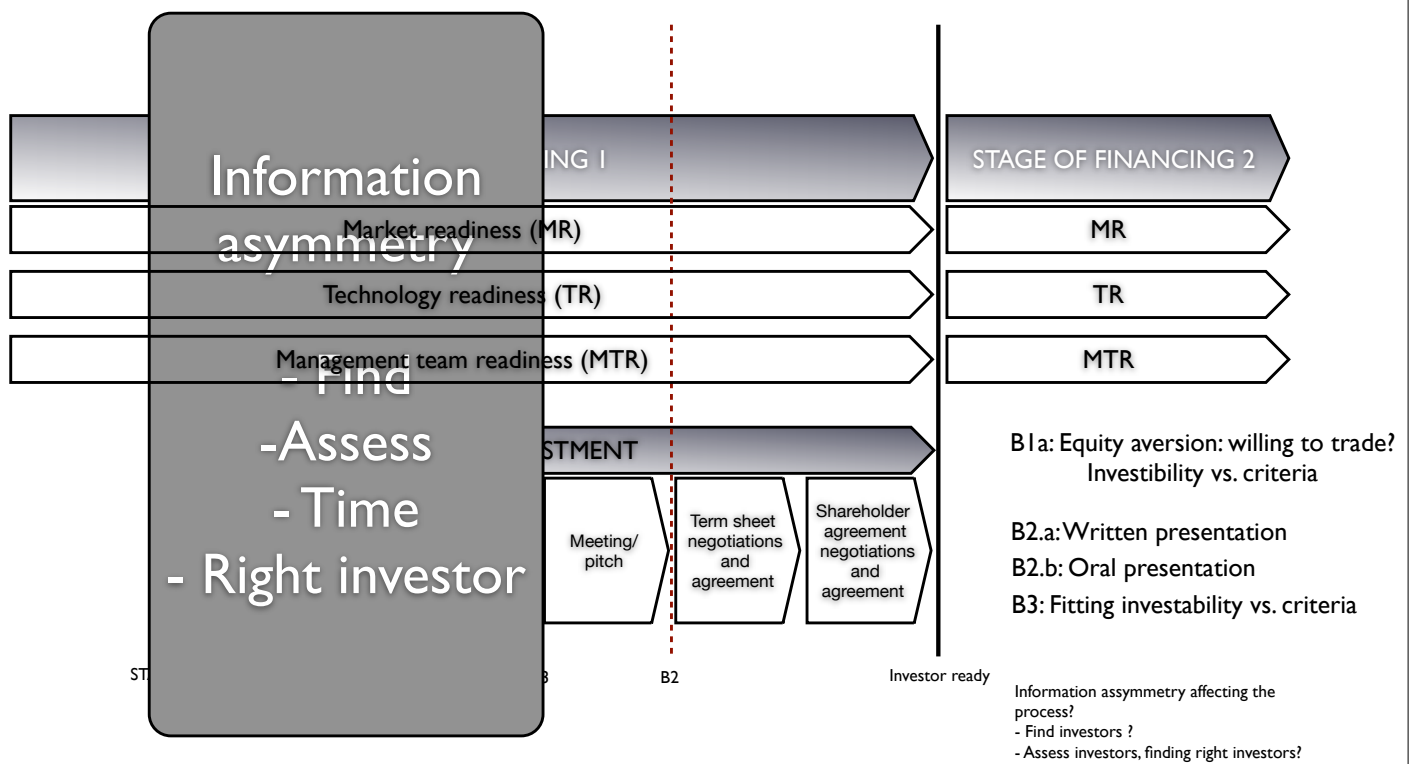 Information
asymmetry
- Find
-Assess
- Time
- Right investor
ING 1
STAGE OF FINANCING 2
Market readiness (MR)
MR
Technology readiness (TR)
TR
Management team readiness (MTR)
MTR
STMENT
Meeting/
pitch
Term sheet
negotiations
and
agreement
Shareholder
agreement
negotiations
and
agreement
B1a: Equity aversion: willing to trade?
Investibility vs. criteria
B2.a: Written presentation
B2.b: Oral presentation
B3: Fitting investability vs. criteria
B2
Investor ready
Information assymmetry affecting the
process?
- Find investors ?
- Assess investors, finding right investors?